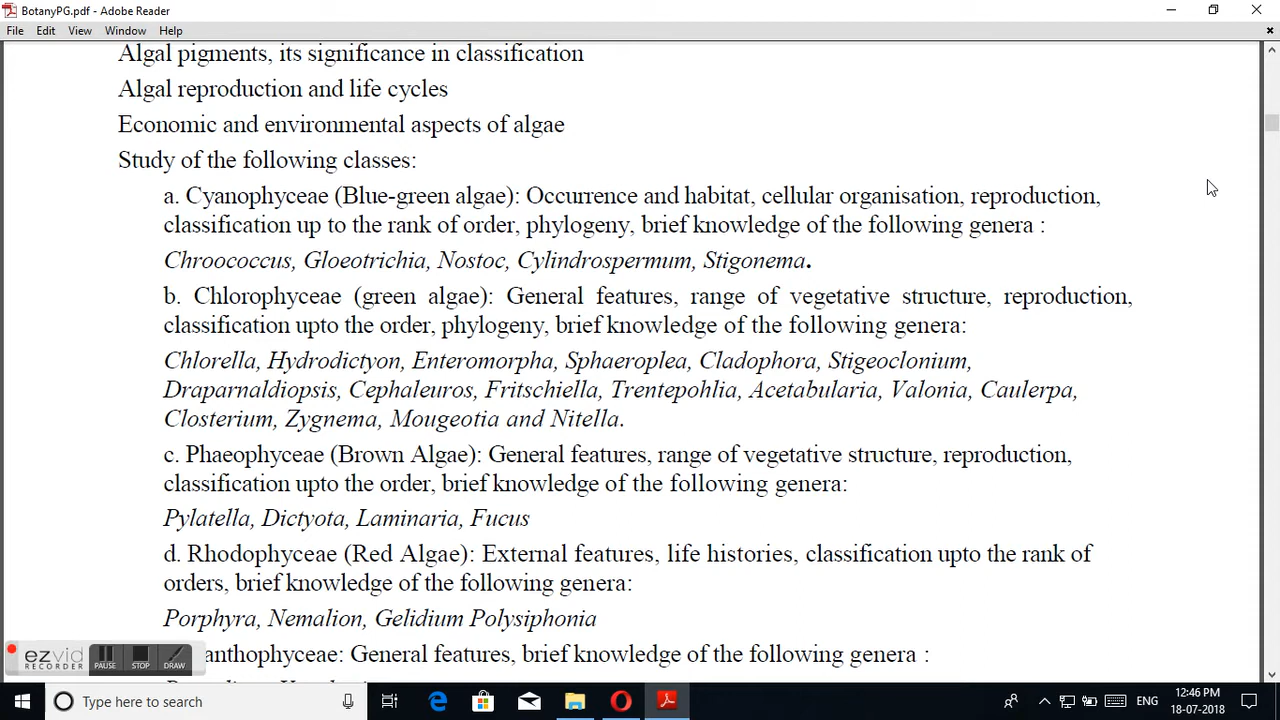 BotanyPG.pdf - Adobe Reader
File Edit View Window Help
Algal pigments, its significance in classification
Algal reproduction and life cycles
Economic and environmental aspects of algae
Study of the following classes:
a. Cyanophyceae (Blue-green algae): Occurrence and habitat, cellular organisation, reproduction,
classification up to the rank of order, phylogeny, brief knowledge of the following genera :
Chroococcus, Gloeotrichia, Nostoc, Cylindrospermum, Stigonema.
b. Chlorophyceae (green algae): General features, range of vegetative structure, reproduction,
classification upto the order, phylogeny, brief knowledge of the following genera:
Chlorella, Hydrodictyon, Enteromorpha, Sphaeroplea, Cladophora, Stigeoclonium,
Draparnaldiopsis, Cephaleuros, Fritschiella, Trentepohlia, Acetabularia, Valonia, Caulerpa,
Closterium, Zygnema, Mougeotia and Nitella.
c. Phaeophyceae (Brown Algae): General features, range of vegetative structure, reproduction,
classification upto the order, brief knowledge of the following genera:
Pylatella, Dictyota, Laminaria, Fucus
d. Rhodophyceae (Red Algae): External features, life histories, classification upto the rank of
orders, brief knowledge of the following genera:
Porphyra, Nemalion, Gelidium Polysiphonia
anthophyceae: General features, brief knowledge of the following genera :
ezvid
RECORDER
PAUSE STOP DRAW
Type here to search
ENG
12:46 PM
18-07-2018